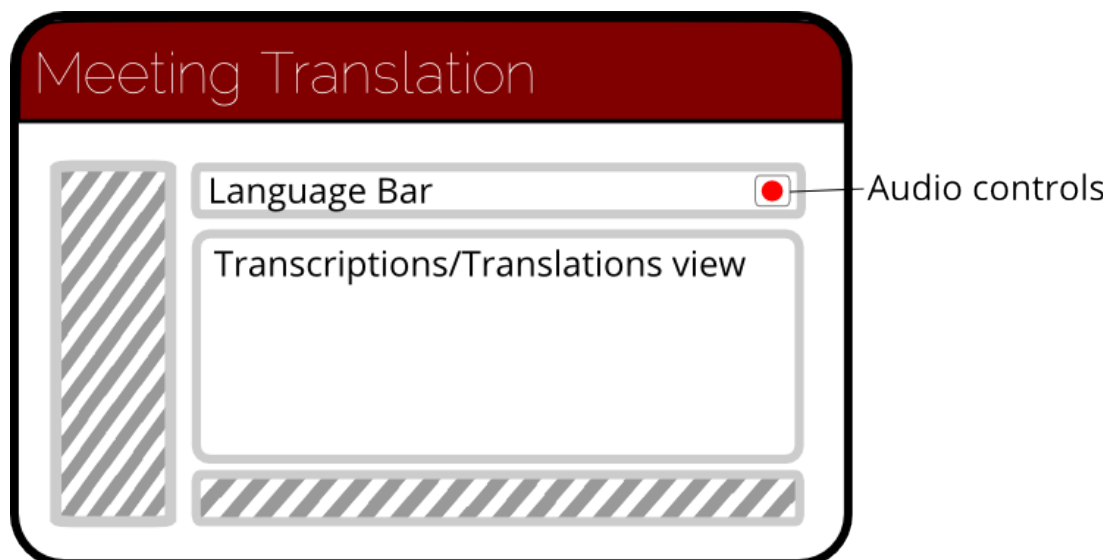 Meeting Translation
Language Bar
Audio controls
Transcriptions/Translations view